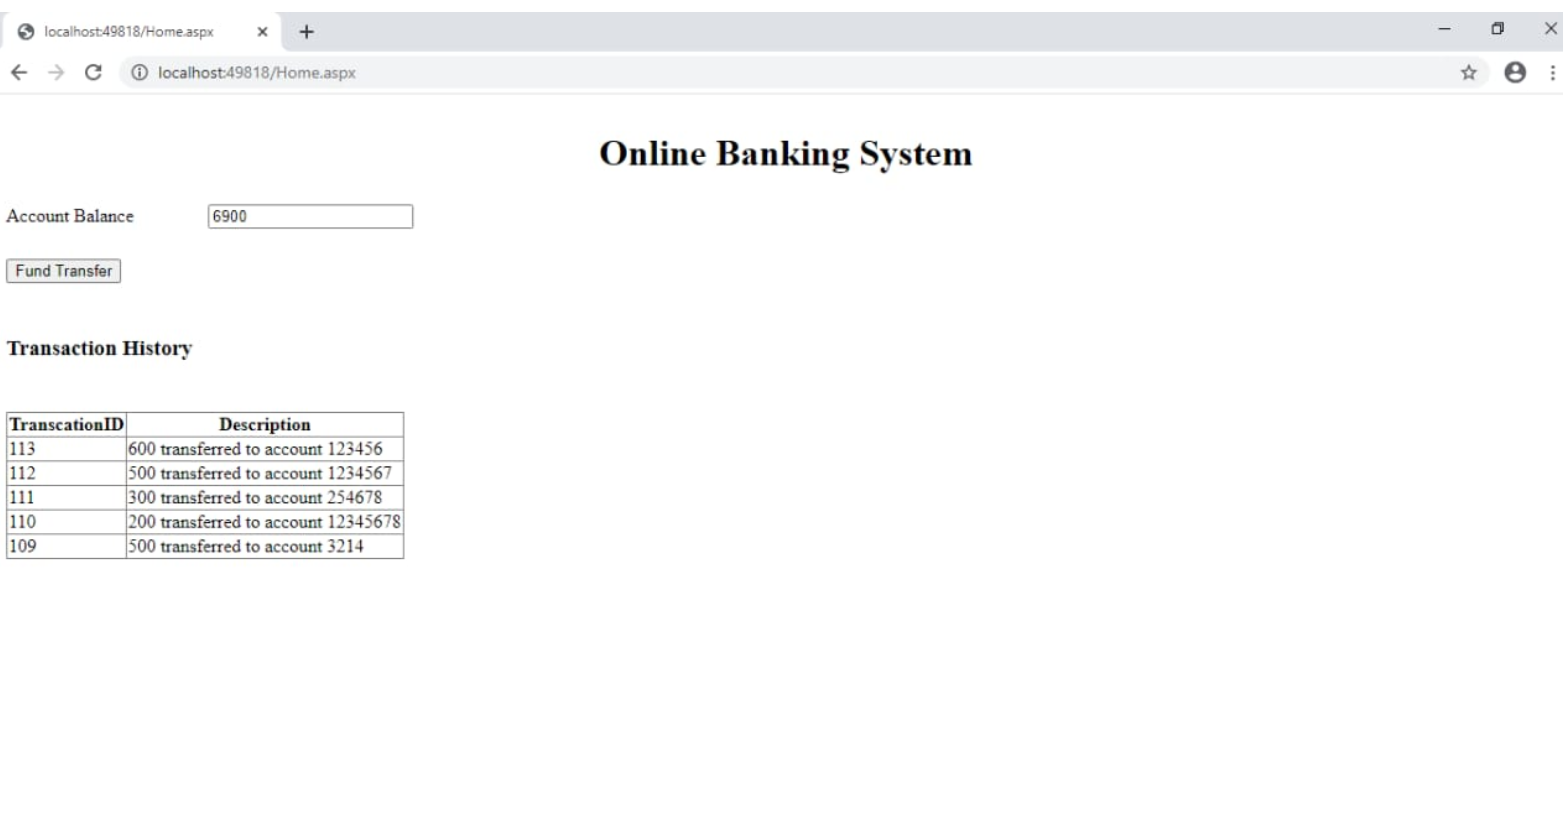 localhost:49818/Home.aspx
localhost:49818/Home.aspx
Online Banking System
Account Balance 6900
Fund Transfer
Transaction History
TranscationID Description
113 600 transferred to account 123456
112 500 transferred to account 1234567
111 300 transferred to account 254678
110 200 transferred to account 12345678
109 500 transferred to account 3214